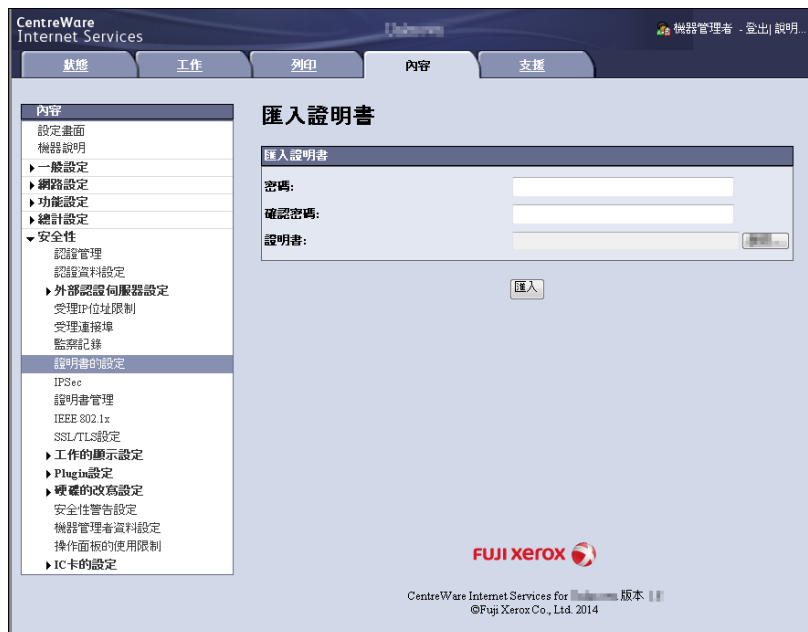 CentreWare
Internet Services
機器管理者 - 登出| 說明...
狀態
工作
列印
內容
支援
內容
設定畫面
機器說明
一般設定
網路設定
功能設定
總計設定
安全性
認證管理
認證資料設定
外部認證伺服器設定
受理IP位址限制
受理連接埠
監察記錄
證明書的設定
IPSec
證明書管理
IEEE 802.1x
SSL/TLS設定
工作的顯示設定
Plugin設定
硬碟的改寫設定
安全性警告設定
機器管理者資料設定
操作面板的使用限制
IC卡的設定
匯入證明書
匯入證明書
密碼:
確認密碼:
證明書:
匯入
FUJI xerox
CentreWare Internet Services for 版本
©Fuji Xerox Co., Ltd. 2014